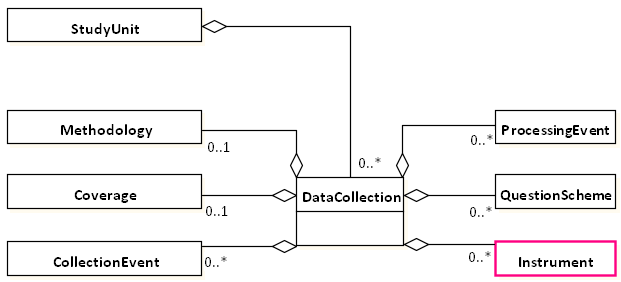 StudyUnit
Methodology
0..1
0..*
ProcessingEvent
0..*
Coverage
0..1
DataCollection
QuestionScheme
0..*
CollectionEvent
0..*
Instrument
0..*